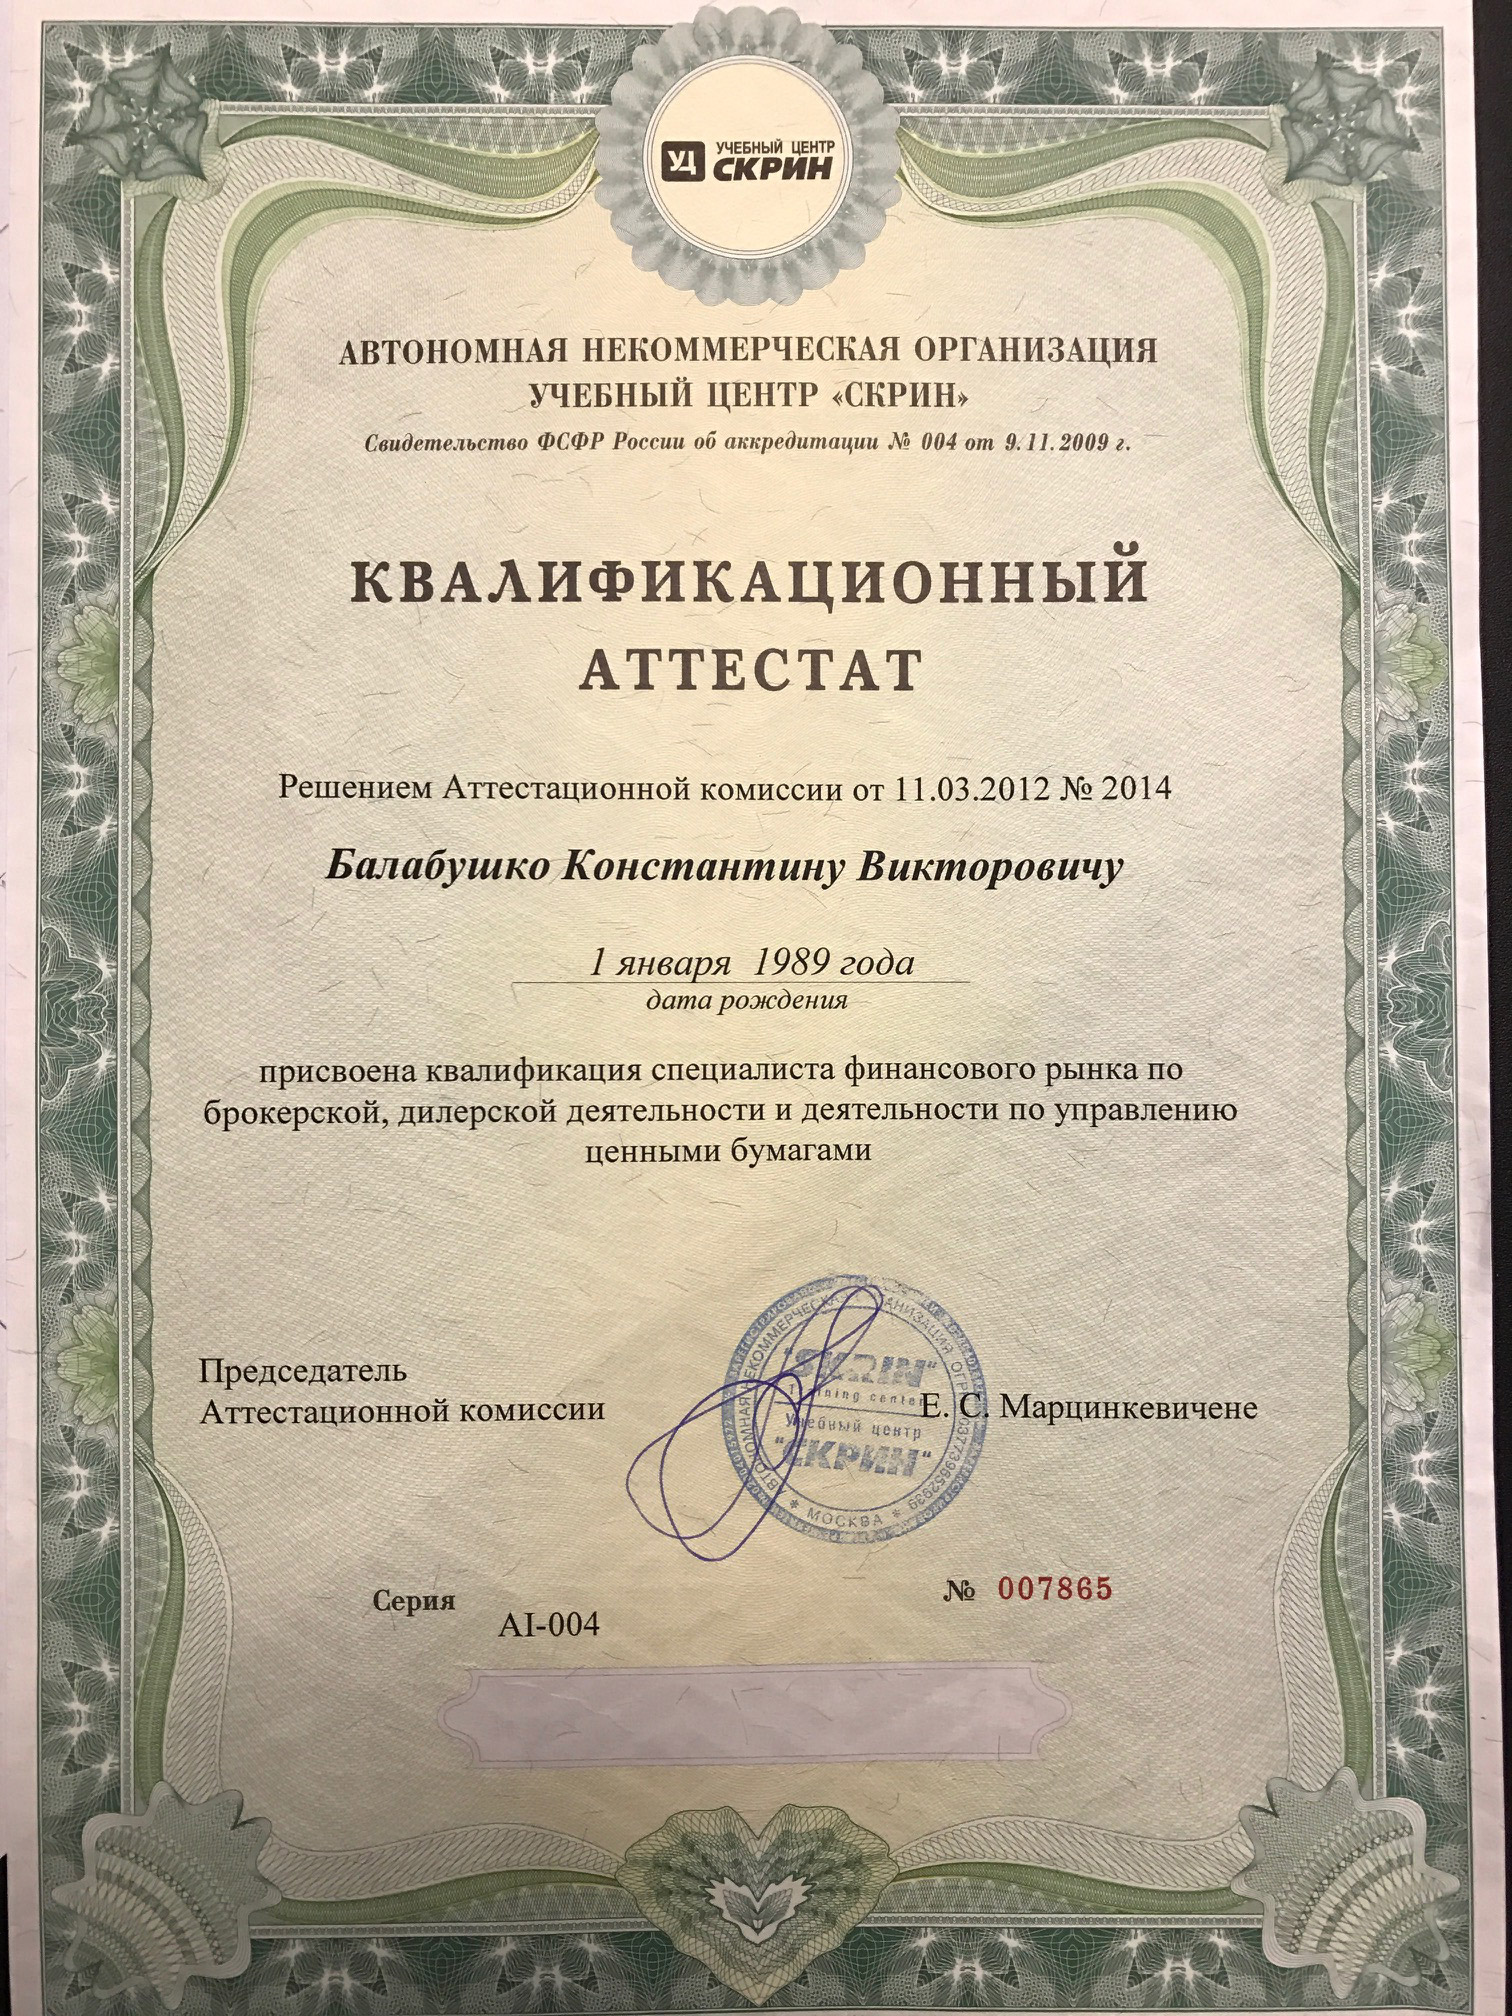 УЧЕБНЫЙ ЦЕНТР
УЦ СКРИН
АВТОНОМНАЯ НЕКОММЕРЧЕСКАЯ ОРГАНИЗАЦИЯ
УЧЕБНЫЙ ЦЕНТР «СКРИН»
Свидетельство ФСФР России об аккредитации № 004 от 9.11.2009 г.
КВАЛИФИКАЦИОННЫЙ
АТТЕСТАТ
Решением Аттестационной комиссии от 11.03.2012 № 2014
Балабушко Константину Викторовичу
1 января 1989 года
дата рождения
присвоена квалификация специалиста финансового рынка по
брокерской, дилерской деятельности и деятельности по управлению
ценными бумагами
Председатель
Аттестационной комиссии
Е. С. Марцинкевичене
АВТОНОМНАЯ НЕКОММЕРЧЕСКАЯ ОРГАНИЗАЦИЯ
"SKRIN"
Training center
Учебный центр
"СКРИН"
* МОСКВА *
Серия
AI-004
№ 007865